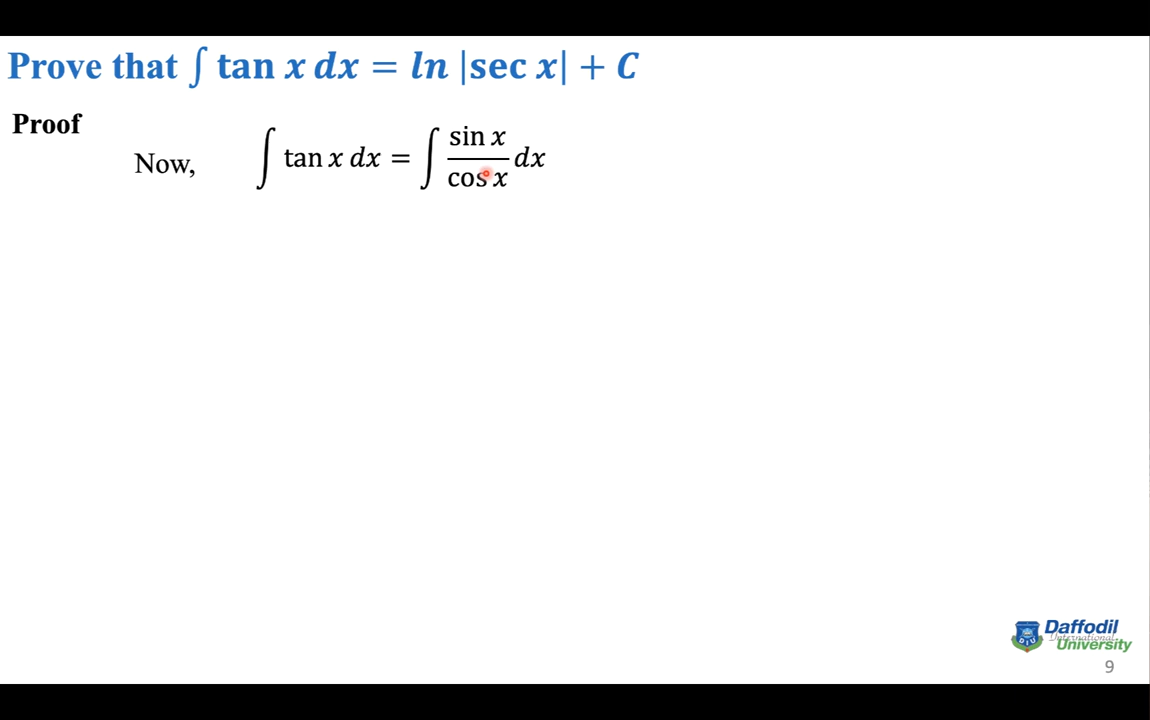 Prove that ∫ tan x dx = ln |sec x| + C
Proof
Now, ∫ tan x dx = ∫ sin x / cos x dx
Daffodil
International
University
9